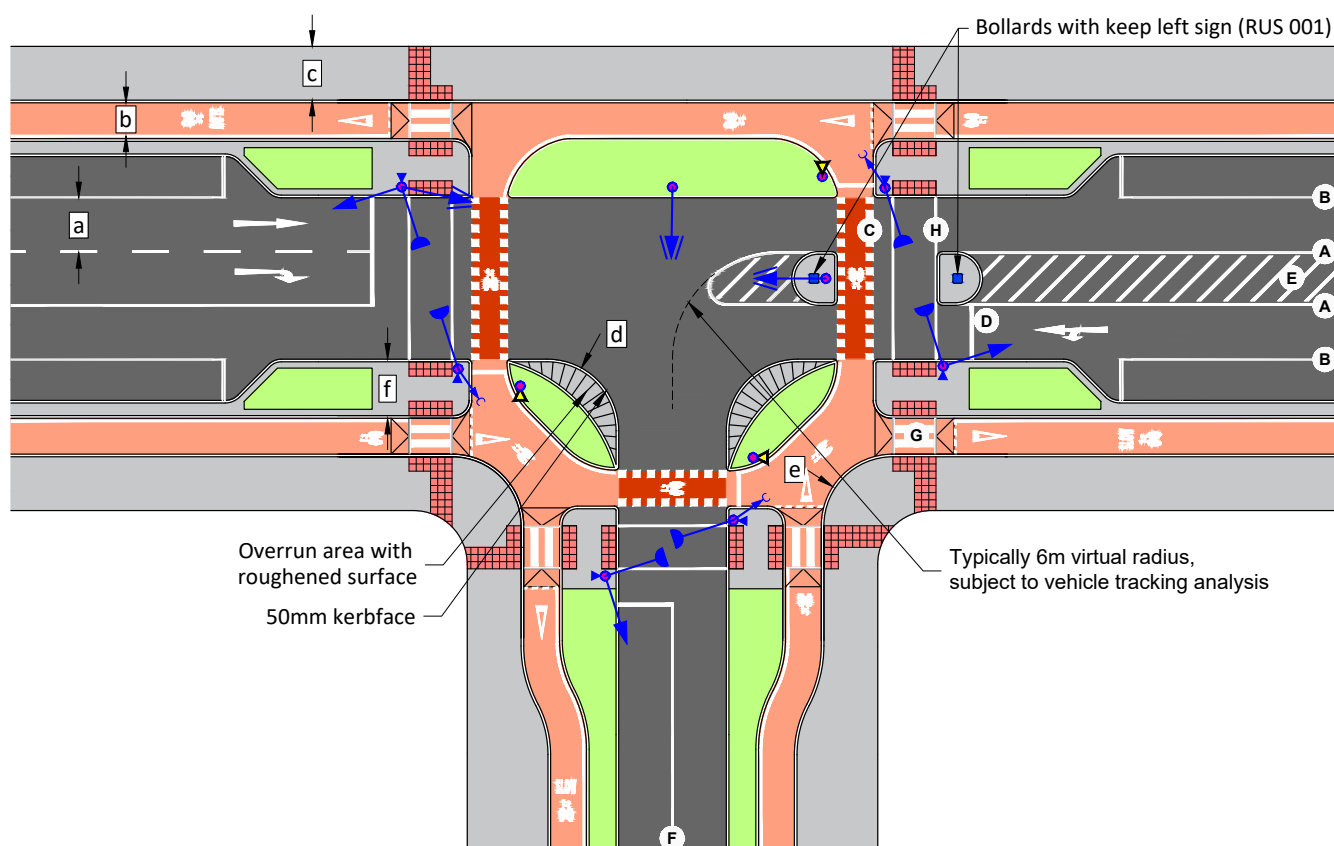 Bollards with keep left sign (RUS 001)
c
b
a
B
C
H
A
E
A
D
d
B
f
G
e
Overrun area with
roughened surface
50mm kerbface
Typically 6m virtual radius,
subject to vehicle tracking analysis
F